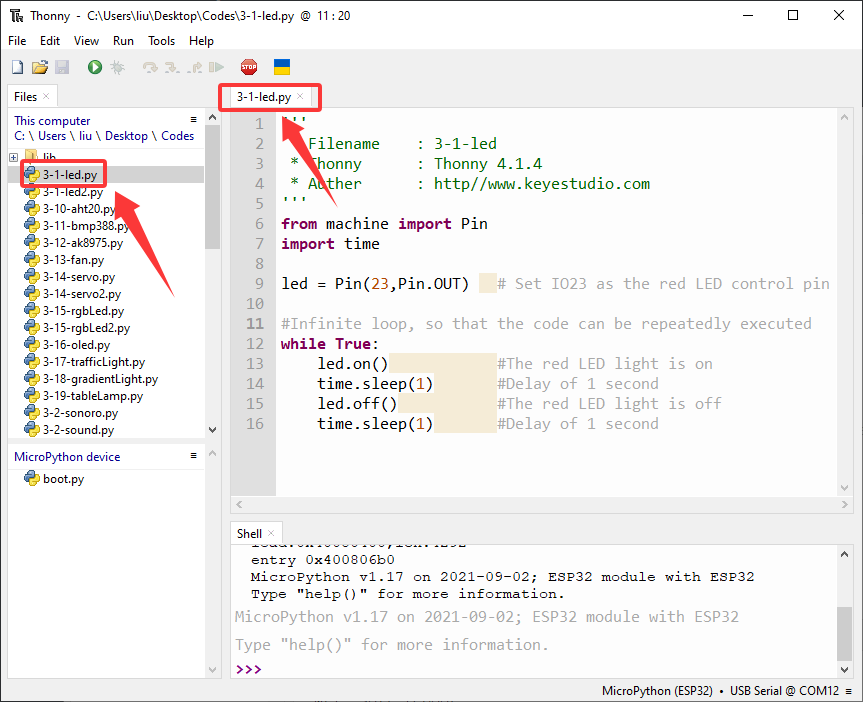 Thonny - C:\Users\liu\Desktop\Codes\3-1-led.py @ 11 : 20
File Edit View Run Tools Help
STOP
Files
This computer
C: \ Users \ liu \ Desktop \ Codes
lib
3-1-led.py
3-1-led2.py
3-10-aht20.py
3-11-bmp388.py
3-12-ak8975.py
3-13-fan.py
3-14-servo.py
3-14-servo2.py
3-15-rgbLed.py
3-15-rgbLed2.py
3-16-oled.py
3-17-trafficLight.py
3-18-gradientLight.py
3-19-tableLamp.py
3-2-sonoro.py
3-2-sound.py
MicroPython device
boot.py
3-1-led.py
1 '''
2 Filename : 3-1-led
3 * Thonny : Thonny 4.1.4
4 * Auther : http//www.keyestudio.com
5 '''
6 from machine import Pin
7 import time
8
9 led = Pin(23,Pin.OUT) # Set IO23 as the red LED control pin
10
11 #Infinite loop, so that the code can be repeatedly executed
12 while True:
13 led.on() #The red LED light is on
14 time.sleep(1) #Delay of 1 second
15 led.off() #The red LED light is off
16 time.sleep(1) #Delay of 1 second
Shell
entry 0x400806b0
MicroPython v1.17 on 2021-09-02; ESP32 module with ESP32
Type "help()" for more information.
MicroPython v1.17 on 2021-09-02; ESP32 module with ESP32
Type "help()" for more information.
>>>
MicroPython (ESP32) • USB Serial @ COM12 ≡